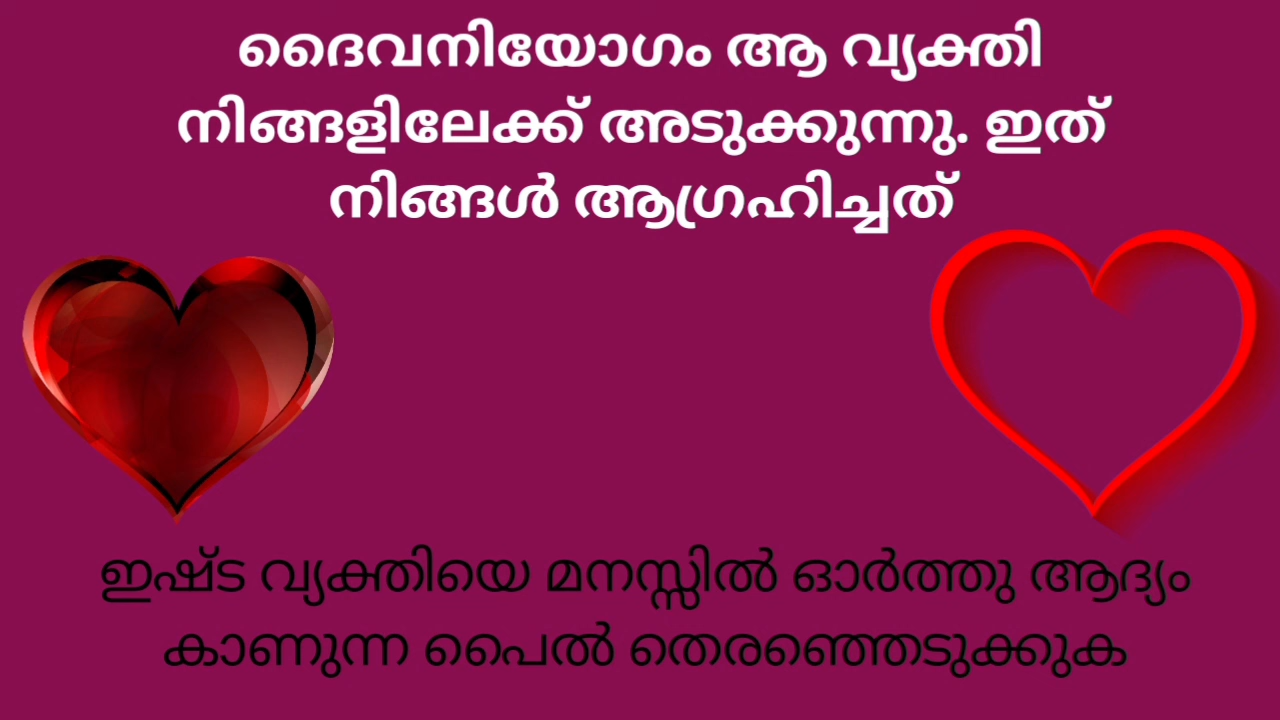 ദൈവനിയോഗം ആ വ്യക്തി
നിങ്ങളിലേക്ക് അടുക്കുന്നു. ഇത്
നിങ്ങൾ ആഗ്രഹിച്ചത്
ഇഷ്ട വ്യക്തിയെ മനസ്സിൽ ഓർത്തു ആദ്യം
കാണുന്ന പൈൽ തെരഞ്ഞെടുക്കുക